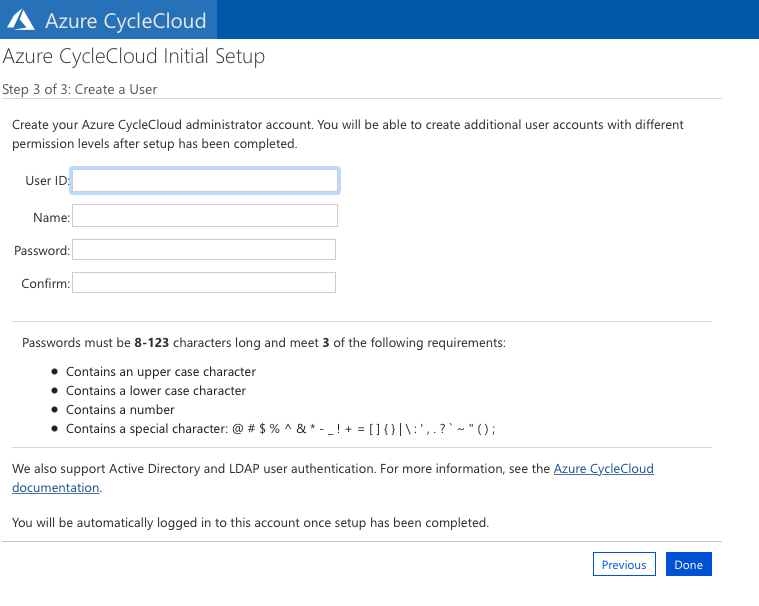 Azure CycleCloud
Azure CycleCloud Initial Setup
Step 3 of 3: Create a User
Create your Azure CycleCloud administrator account. You will be able to create additional user accounts with different
permission levels after setup has been completed.
User ID:
Name:
Password:
Confirm:
Passwords must be 8-123 characters long and meet 3 of the following requirements:
• Contains an upper case character
• Contains a lower case character
• Contains a number
• Contains a special character: @ # $ % ^ & * - _ ! + = [ ] { } | \ : ' , . ? ` ~ " ( ) ;
We also support Active Directory and LDAP user authentication. For more information, see the Azure CycleCloud
documentation.
You will be automatically logged in to this account once setup has been completed.
Previous Done